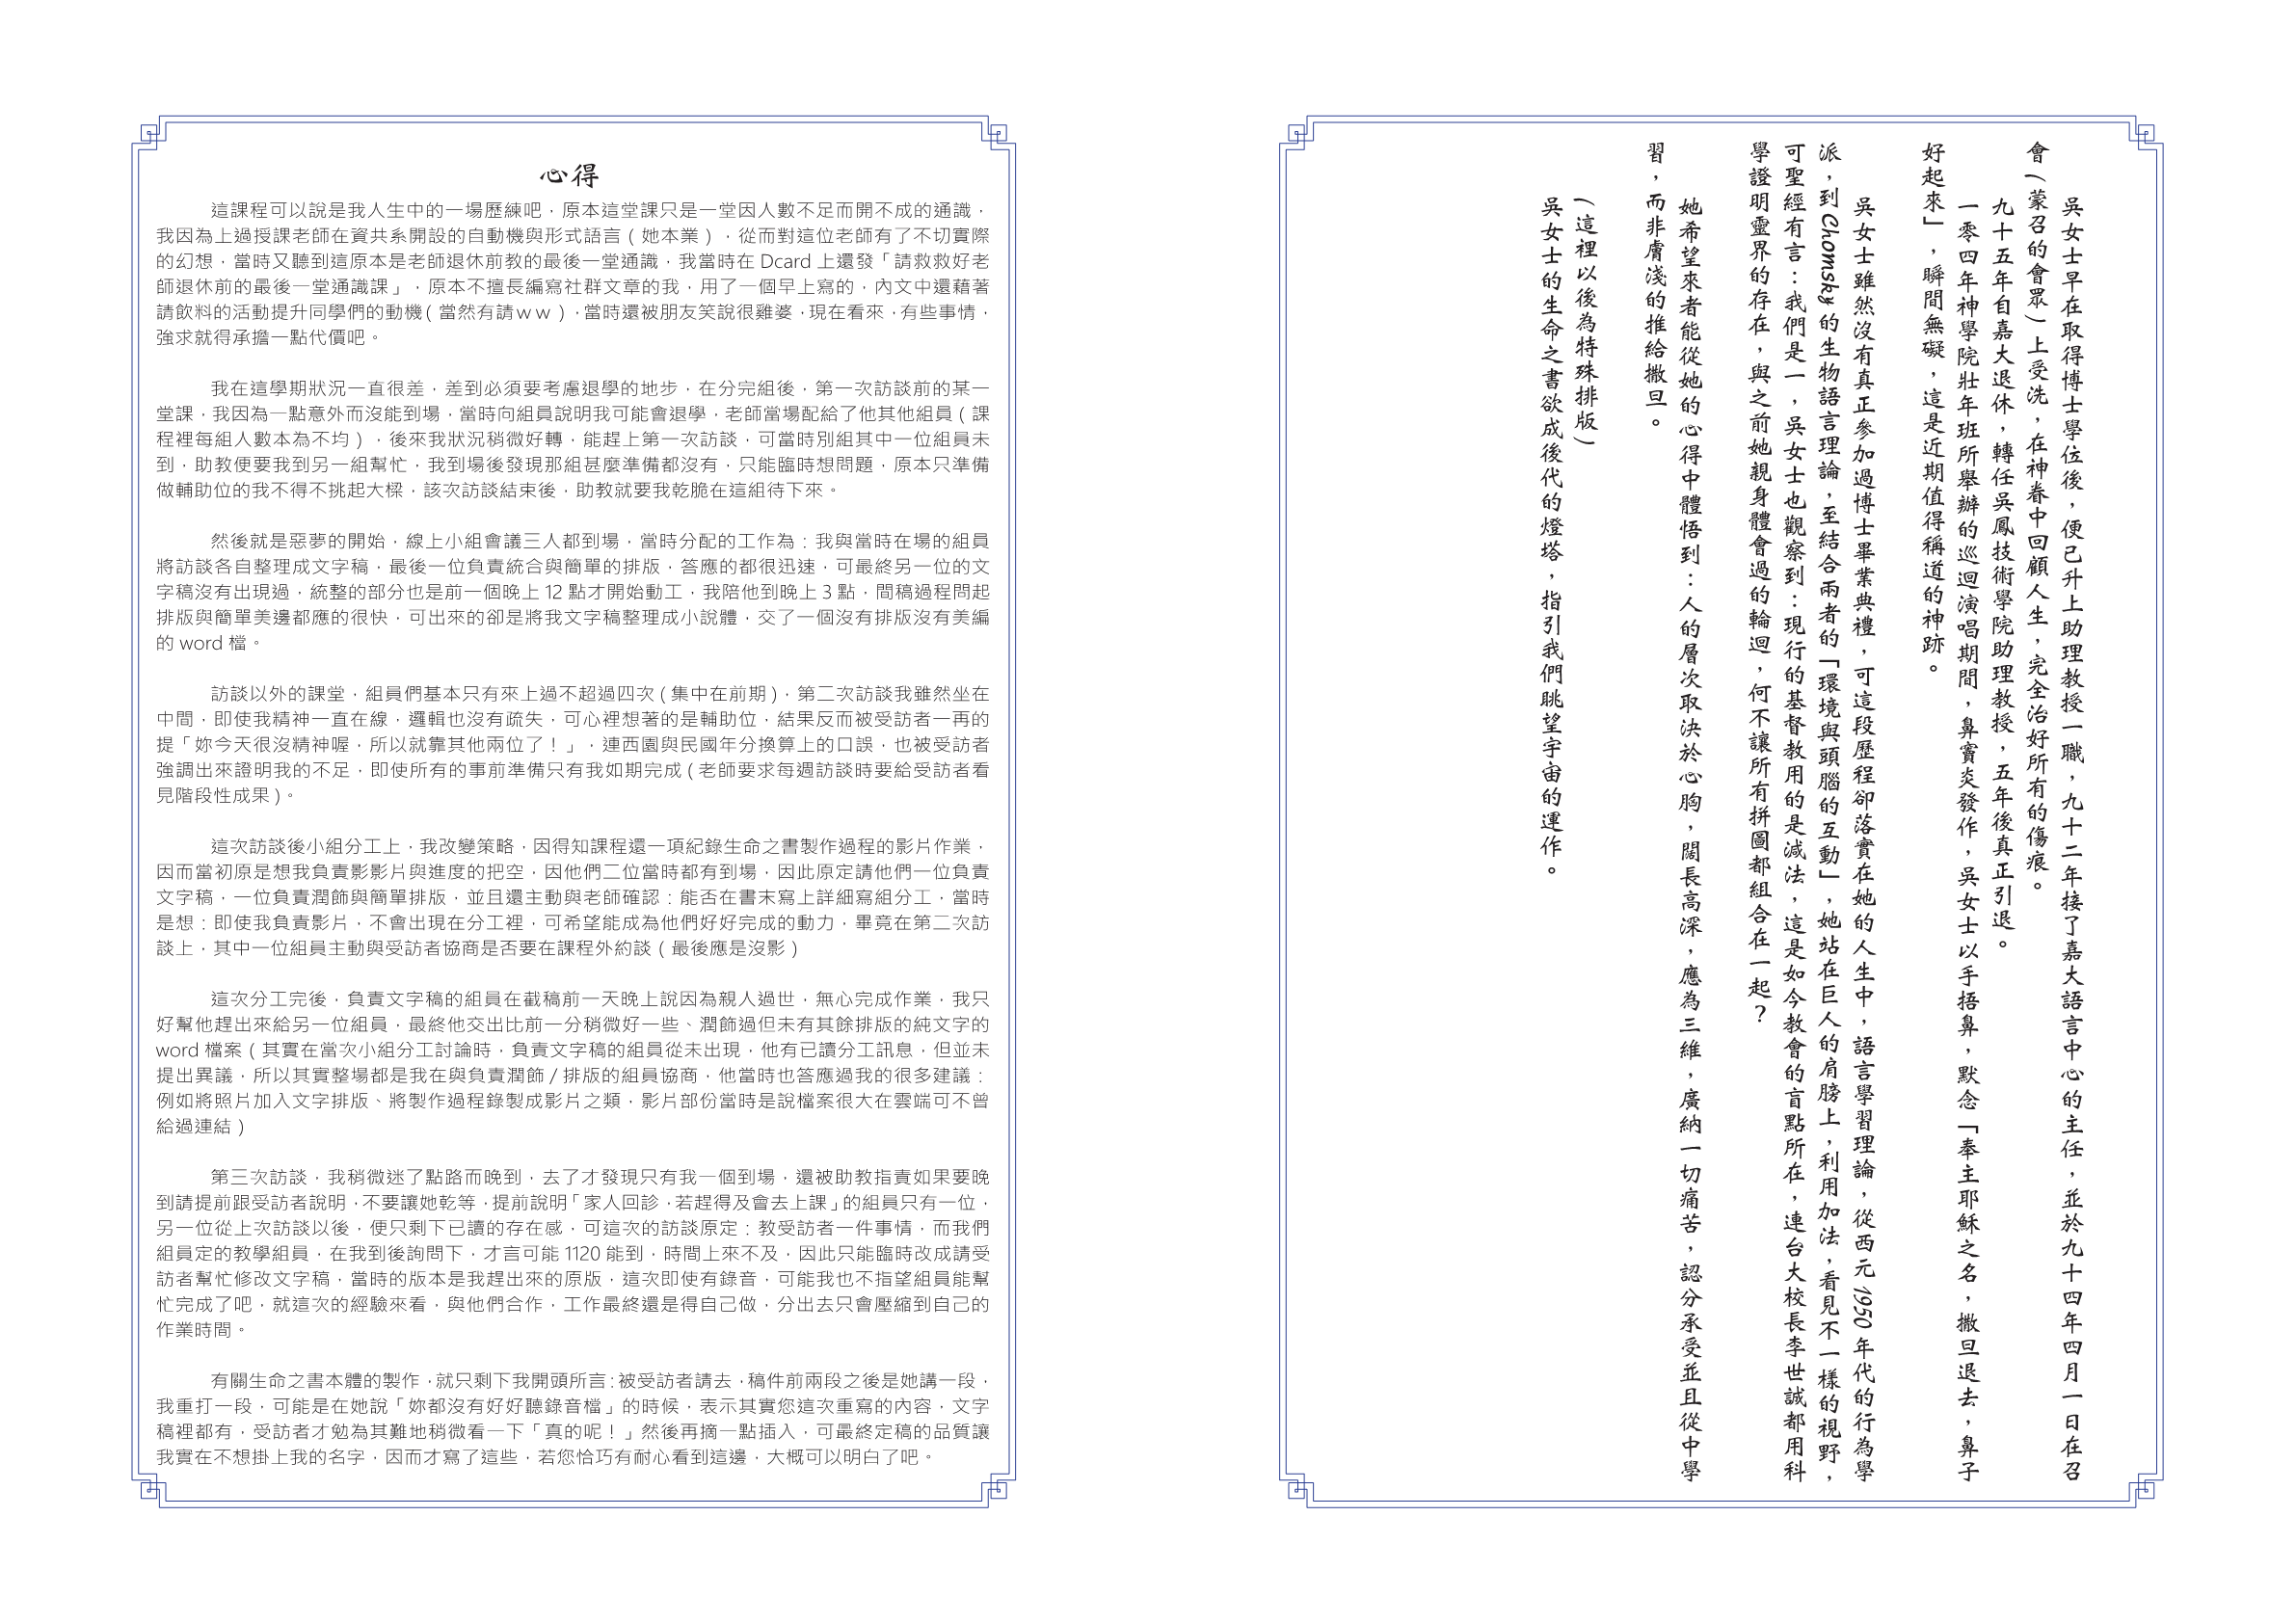 吳女士早在取得博士學位後，便已升上助理教授一職，九十二年接了嘉大語言中心的主任，並於九十四年四月一日在召
會(蒙召的會眾)上受洗，在神眷中回顧人生，完全治好所有的傷痕。
九十五年自嘉大退休，轉任吳鳳技術學院助理教授，五年後真正引退。
一零四年神學院壯年班所舉辦的巡迴演唱期間，鼻竇炎發作，吳女士以手捂鼻，默念「奉主耶穌之名，撒旦退去，鼻子
好起來」，瞬間無礙，這是近期值得稱道的神跡。
吳女士雖然沒有真正參加過博士畢業典禮，可這段歷程卻落實在她的人生中，語言學習理論，從西元1950年代的行為學
派，到Chomsky的生物語言理論，至結合兩者的「環境與頭腦的互動」，她站在巨人的肩膀上，利用加法，看見不一樣的視野，
可聖經有言：我們是一，吳女士也觀察到：現行的基督教用的是減法，這是如今教會的盲點所在，連台大校長李世誠都用科
學證明靈界的存在，與之前她親身體會過的輪迴，何不讓所有拼圖都組合在一起？
她希望來者能從她的心得中體悟到：人的層次取決於心胸，闊長高深，應為三維，廣納一切痛苦，認分承受並且從中學
習，而非膚淺的推給撒旦。
(這裡以後為特殊排版)
吳女士的生命之書欲成後代的燈塔，指引我們眺望宇宙的運作。
心得
這課程可以說是我人生中的一場歷練吧，原本這堂課只是一堂因人數不足而開不成的通識，
我因為上過授課老師在資共系開設的自動機與形式語言（她本業），從而對這位老師有了不切實際
的幻想，當時又聽到這原本是老師退休前教的最後一堂通識，我當時在 Dcard 上還發「請救救好老
師退休前的最後一堂通識課」，原本不擅長編寫社群文章的我，用了一個早上寫的，內文中還藉著
請飲料的活動提升同學們的動機（當然有請ｗｗ），當時還被朋友笑說很雞婆，現在看來，有些事情，
強求就得承擔一點代價吧。
我在這學期狀況一直很差，差到必須要考慮退學的地步，在分完組後，第一次訪談前的某一
堂課，我因為一點意外而沒能到場，當時向組員說明我可能會退學，老師當場配給了他其他組員（課
程裡每組人數本為不均），後來我狀況稍微好轉，能趕上第一次訪談，可當時別組其中一位組員未
到，助教便要我到另一組幫忙，我到場後發現那組甚麼準備都沒有，只能臨時想問題，原本只準備
做輔助位的我不得不挑起大樑，該次訪談結束後，助教就要我乾脆在這組待下來。
然後就是惡夢的開始，線上小組會議三人都到場，當時分配的工作為：我與當時在場的組員
將訪談各自整理成文字稿，最後一位負責統合與簡單的排版，答應的都很迅速，可最終另一位的文
字稿沒有出現過，統整的部分也是前一個晚上 12 點才開始動工，我陪他到晚上 3 點，間稿過程問起
排版與簡單美邊都應的很快，可出來的卻是將我文字稿整理成小說體，交了一個沒有排版沒有美編
的 word 檔。
訪談以外的課堂，組員們基本只有來上過不超過四次（集中在前期），第二次訪談我雖然坐在
中間，即使我精神一直在線，邏輯也沒有疏失，可心裡想著的是輔助位，結果反而被受訪者一再的
提「妳今天很沒精神喔，所以就靠其他兩位了！」，連西園與民國年分換算上的口誤，也被受訪者
強調出來證明我的不足，即使所有的事前準備只有我如期完成（老師要求每週訪談時要給受訪者看
見階段性成果）。
這次訪談後小組分工上，我改變策略，因得知課程還一項紀錄生命之書製作過程的影片作業，
因而當初原是想我負責影影片與進度的把空，因他們二位當時都有到場，因此原定請他們一位負責
文字稿，一位負責潤飾與簡單排版，並且還主動與老師確認：能否在書末寫上詳細寫組分工，當時
是想：即使我負責影片，不會出現在分工裡，可希望能成為他們好好完成的動力，畢竟在第二次訪
談上，其中一位組員主動與受訪者協商是否要在課程外約談（最後應是沒影）
這次分工完後，負責文字稿的組員在截稿前一天晚上說因為親人過世，無心完成作業，我只
好幫他趕出來給另一位組員，最終他交出比前一分稍微好一些、潤飾過但未有其餘排版的純文字的
word 檔案（其實在當次小組分工討論時，負責文字稿的組員從未出現，他有已讀分工訊息，但並未
提出異議，所以其實整場都是我在與負責潤飾/排版的組員協商，他當時也答應過我的很多建議：
例如將照片加入文字排版、將製作過程錄製成影片之類，影片部份當時是說檔案很大在雲端可不曾
給過連結）
第三次訪談，我稍微迷了點路而晚到，去了才發現只有我一個到場，還被助教指責如果要晚
到請提前跟受訪者說明，不要讓她乾等，提前說明「家人回診，若趕得及會去上課」的組員只有一位，
另一位從上次訪談以後，便只剩下已讀的存在感，可這次的訪談原定：教受訪者一件事情，而我們
組員定的教學組員，在我到後詢問下，才言可能 1120 能到，時間上來不及，因此只能臨時改成請受
訪者幫忙修改文字稿，當時的版本是我趕出來的原版，這次即使有錄音，可能我也不指望組員能幫
忙完成了吧，就這次的經驗來看，與他們合作，工作最終還是得自己做，分出去只會壓縮到自己的
作業時間。
有關生命之書本體的製作，就只剩下我開頭所言：被受訪者請去，稿件前兩段之後是她講一段，
我重打一段，可能是在她說「妳都沒有好好聽錄音檔」的時候，表示其實您這次重寫的內容，文字
稿裡都有，受訪者才勉為其難地稍微看一下「真的呢！」然後再摘一點插入，可最終定稿的品質讓
我實在不想掛上我的名字，因而才寫了這些，若您恰巧有耐心看到這邊，大概可以明白了吧。